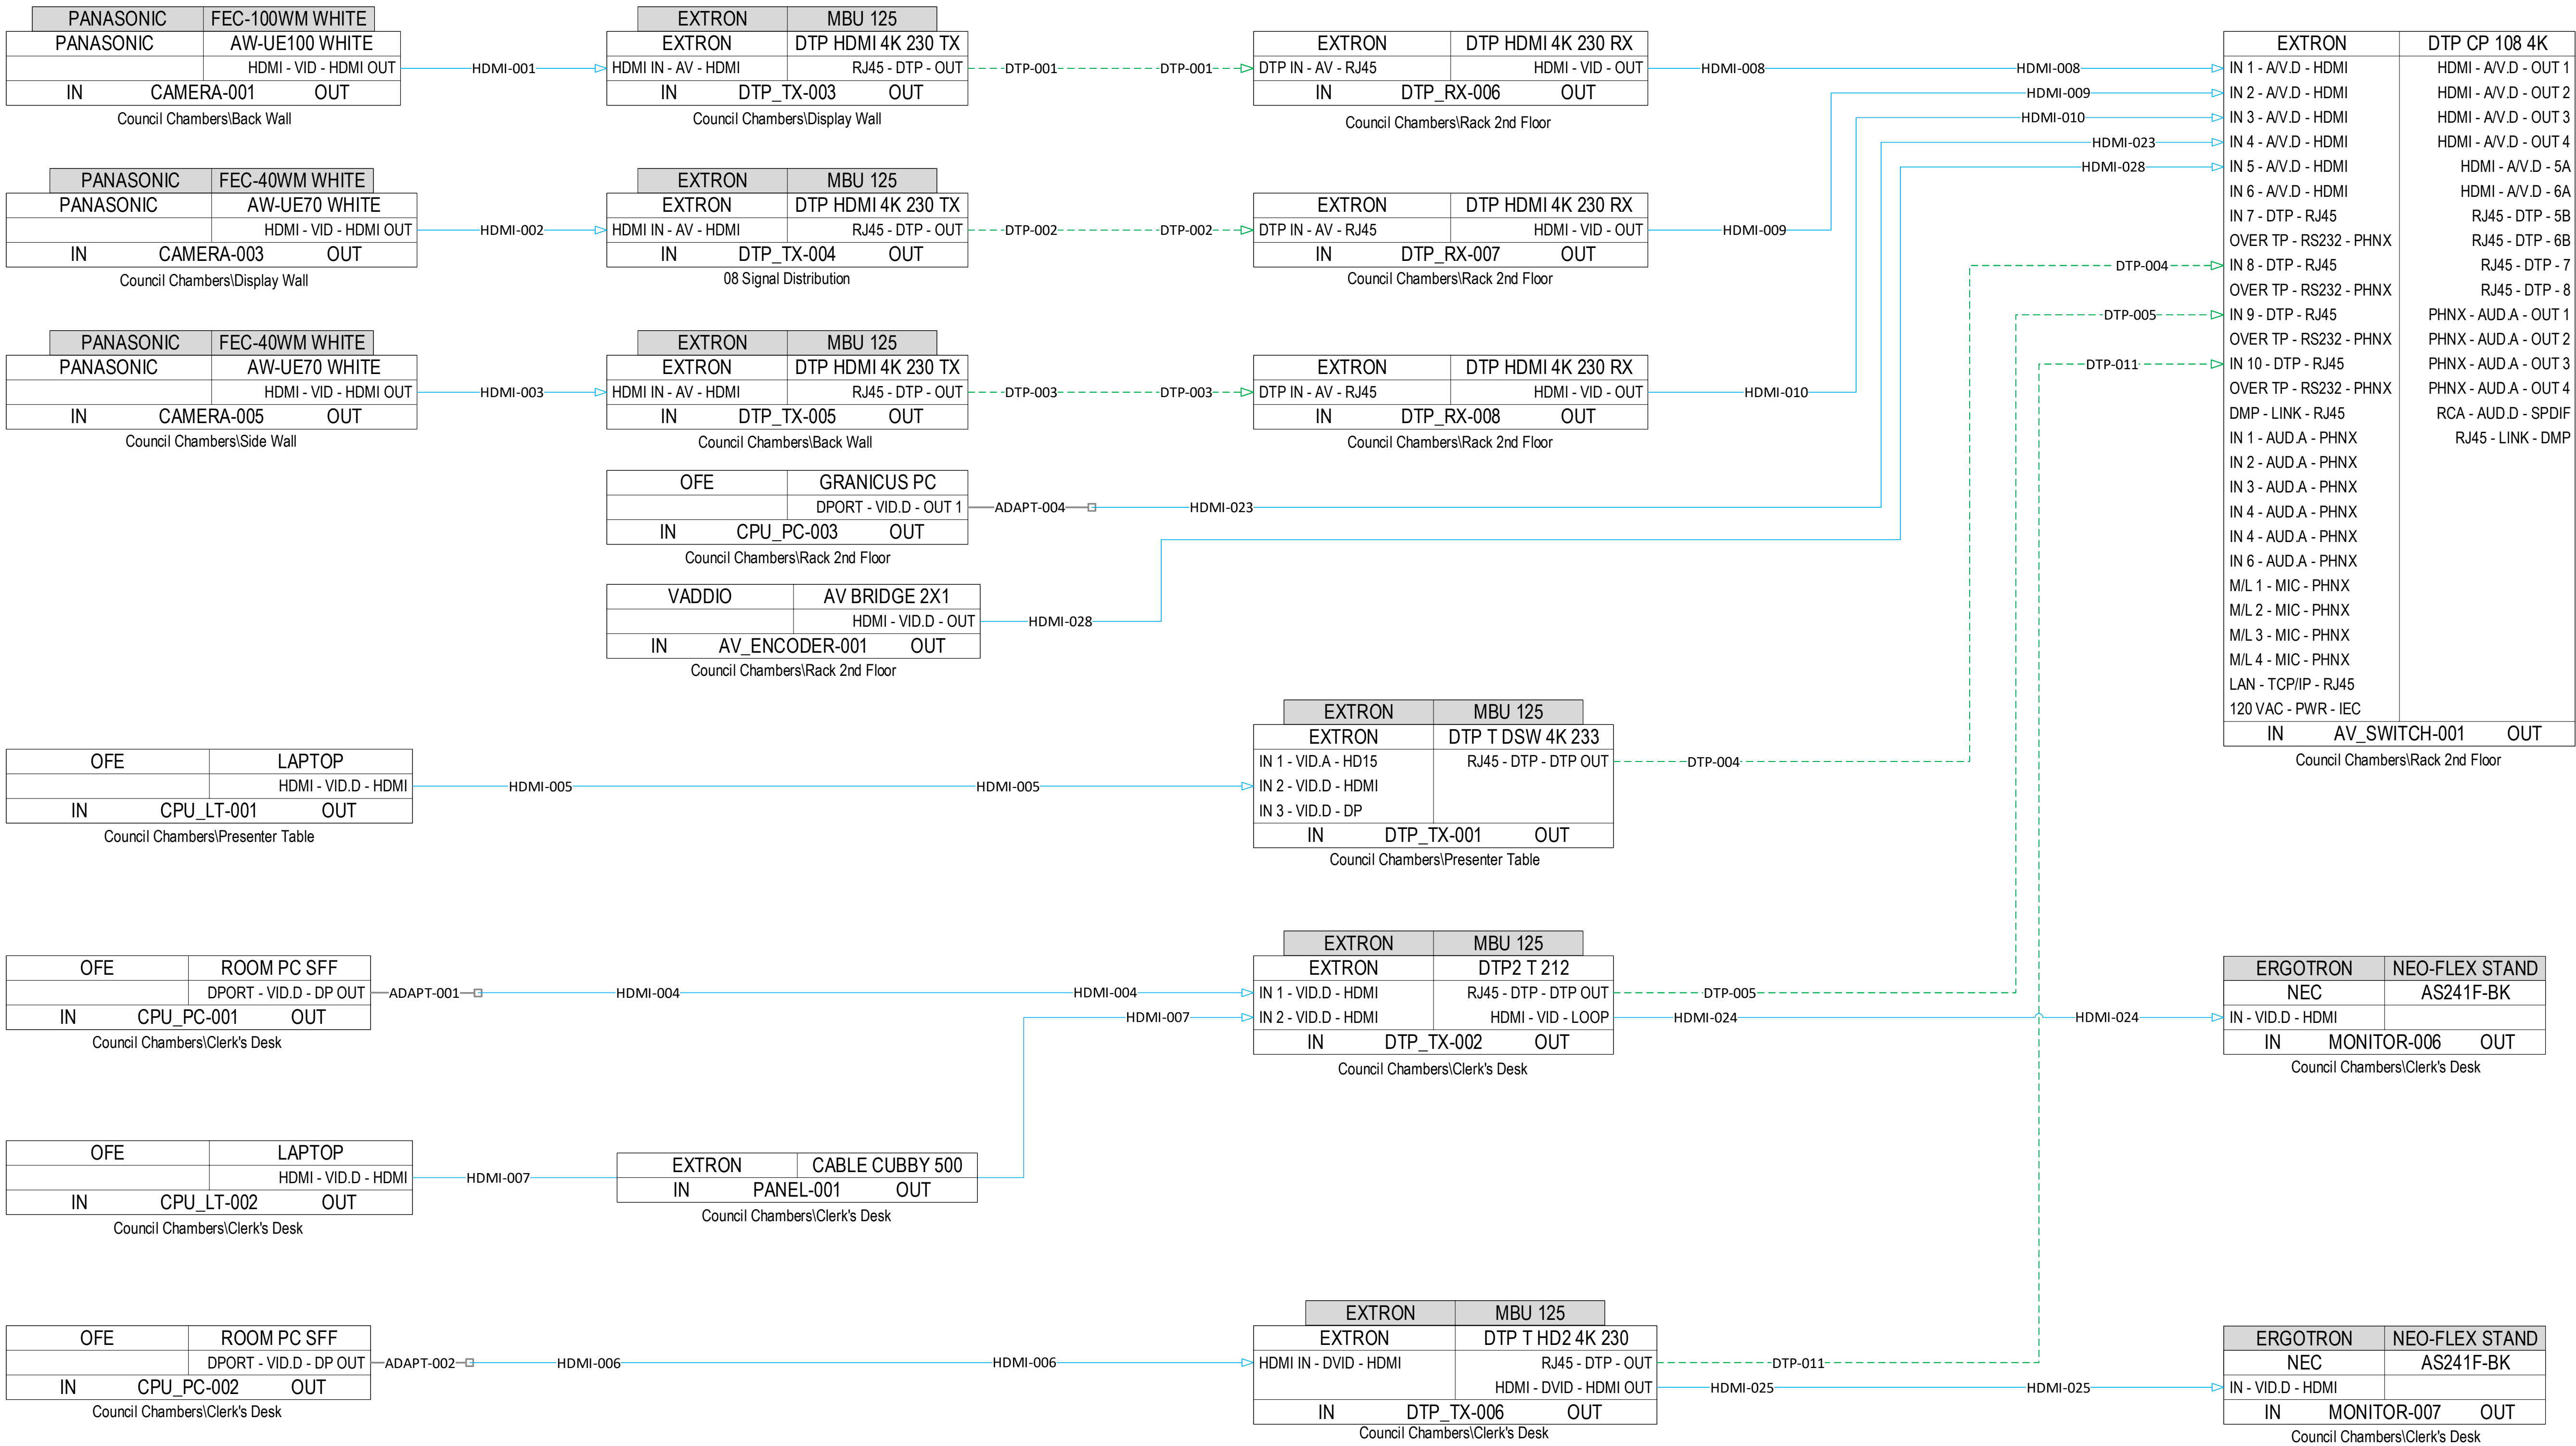 PANASONIC FEC-100WM WHITE
PANASONIC AW-UE100 WHITE
HDMI - VID - HDMI OUT
IN CAMERA-001 OUT
Council Chambers\Back Wall
HDMI-001
EXTRON MBU 125
EXTRON DTP HDMI 4K 230 TX
HDMI IN - AV - HDMI RJ45 - DTP - OUT
IN DTP_TX-003 OUT
Council Chambers\Display Wall
DTP-001 DTP-001
EXTRON DTP HDMI 4K 230 RX
DTP IN - AV - RJ45 HDMI - VID - OUT
IN DTP_RX-006 OUT
Council Chambers\Rack 2nd Floor
HDMI-008 HDMI-008
HDMI-009
HDMI-010
HDMI-023
HDMI-028
PANASONIC FEC-40WM WHITE
PANASONIC AW-UE70 WHITE
HDMI - VID - HDMI OUT
IN CAMERA-003 OUT
Council Chambers\Display Wall
HDMI-002
EXTRON MBU 125
EXTRON DTP HDMI 4K 230 TX
HDMI IN - AV - HDMI RJ45 - DTP - OUT
IN DTP_TX-004 OUT
08 Signal Distribution
DTP-002 DTP-002
EXTRON DTP HDMI 4K 230 RX
DTP IN - AV - RJ45 HDMI - VID - OUT
IN DTP_RX-007 OUT
Council Chambers\Rack 2nd Floor
HDMI-009
DTP-004
DTP-005
DTP-011
PANASONIC FEC-40WM WHITE
PANASONIC AW-UE70 WHITE
HDMI - VID - HDMI OUT
IN CAMERA-005 OUT
Council Chambers\Side Wall
HDMI-003
EXTRON MBU 125
EXTRON DTP HDMI 4K 230 TX
HDMI IN - AV - HDMI RJ45 - DTP - OUT
IN DTP_TX-005 OUT
Council Chambers\Back Wall
DTP-003 DTP-003
EXTRON DTP HDMI 4K 230 RX
DTP IN - AV - RJ45 HDMI - VID - OUT
IN DTP_RX-008 OUT
Council Chambers\Rack 2nd Floor
HDMI-010
EXTRON DTP CP 108 4K
IN 1 - A/V.D - HDMI HDMI - A/V.D - OUT 1
IN 2 - A/V.D - HDMI HDMI - A/V.D - OUT 2
IN 3 - A/V.D - HDMI HDMI - A/V.D - OUT 3
IN 4 - A/V.D - HDMI HDMI - A/V.D - OUT 4
IN 5 - A/V.D - HDMI HDMI - A/V.D - 5A
IN 6 - A/V.D - HDMI HDMI - A/V.D - 6A
IN 7 - DTP - RJ45 RJ45 - DTP - 5B
OVER TP - RS232 - PHNX RJ45 - DTP - 6B
IN 8 - DTP - RJ45 RJ45 - DTP - 7
OVER TP - RS232 - PHNX RJ45 - DTP - 8
IN 9 - DTP - RJ45 PHNX - AUD.A - OUT 1
OVER TP - RS232 - PHNX PHNX - AUD.A - OUT 2
IN 10 - DTP - RJ45 PHNX - AUD.A - OUT 3
OVER TP - RS232 - PHNX PHNX - AUD.A - OUT 4
DMP - LINK - RJ45 RCA - AUD.D - SPDIF
IN 1 - AUD.A - PHNX RJ45 - LINK - DMP
IN 2 - AUD.A - PHNX
IN 3 - AUD.A - PHNX
IN 4 - AUD.A - PHNX
IN 4 - AUD.A - PHNX
IN 6 - AUD.A - PHNX
M/L 1 - MIC - PHNX
M/L 2 - MIC - PHNX
M/L 3 - MIC - PHNX
M/L 4 - MIC - PHNX
LAN - TCP/IP - RJ45
120 VAC - PWR - IEC
IN AV_SWITCH-001 OUT
Council Chambers\Rack 2nd Floor
OFE GRANICUS PC
DPORT - VID.D - OUT 1
IN CPU_PC-003 OUT
Council Chambers\Rack 2nd Floor
ADAPT-004 HDMI-023
VADDIO AV BRIDGE 2X1
HDMI - VID.D - OUT
IN AV_ENCODER-001 OUT
Council Chambers\Rack 2nd Floor
HDMI-028
OFE LAPTOP
HDMI - VID.D - HDMI
IN CPU_LT-001 OUT
Council Chambers\Presenter Table
HDMI-005 HDMI-005
EXTRON MBU 125
EXTRON DTP T DSW 4K 233
IN 1 - VID.A - HD15 RJ45 - DTP - DTP OUT
IN 2 - VID.D - HDMI
IN 3 - VID.D - DP
IN DTP_TX-001 OUT
Council Chambers\Presenter Table
DTP-004
OFE ROOM PC SFF
DPORT - VID.D - DP OUT
IN CPU_PC-001 OUT
Council Chambers\Clerk's Desk
ADAPT-001 HDMI-004 HDMI-004
HDMI-007
EXTRON MBU 125
EXTRON DTP2 T 212
IN 1 - VID.D - HDMI RJ45 - DTP - DTP OUT
IN 2 - VID.D - HDMI HDMI - VID - LOOP
IN DTP_TX-002 OUT
Council Chambers\Clerk's Desk
DTP-005
HDMI-024 HDMI-024
ERGOTRON NEO-FLEX STAND
NEC AS241F-BK
IN - VID.D - HDMI
IN MONITOR-006 OUT
Council Chambers\Clerk's Desk
OFE LAPTOP
HDMI - VID.D - HDMI
IN CPU_LT-002 OUT
Council Chambers\Clerk's Desk
HDMI-007
EXTRON CABLE CUBBY 500
IN PANEL-001 OUT
Council Chambers\Clerk's Desk
OFE ROOM PC SFF
DPORT - VID.D - DP OUT
IN CPU_PC-002 OUT
Council Chambers\Clerk's Desk
ADAPT-002 HDMI-006 HDMI-006
EXTRON MBU 125
EXTRON DTP T HD2 4K 230
HDMI IN - DVID - HDMI RJ45 - DTP - OUT
HDMI - DVID - HDMI OUT
IN DTP_TX-006 OUT
Council Chambers\Clerk's Desk
DTP-011
HDMI-025 HDMI-025
ERGOTRON NEO-FLEX STAND
NEC AS241F-BK
IN - VID.D - HDMI
IN MONITOR-007 OUT
Council Chambers\Clerk's Desk